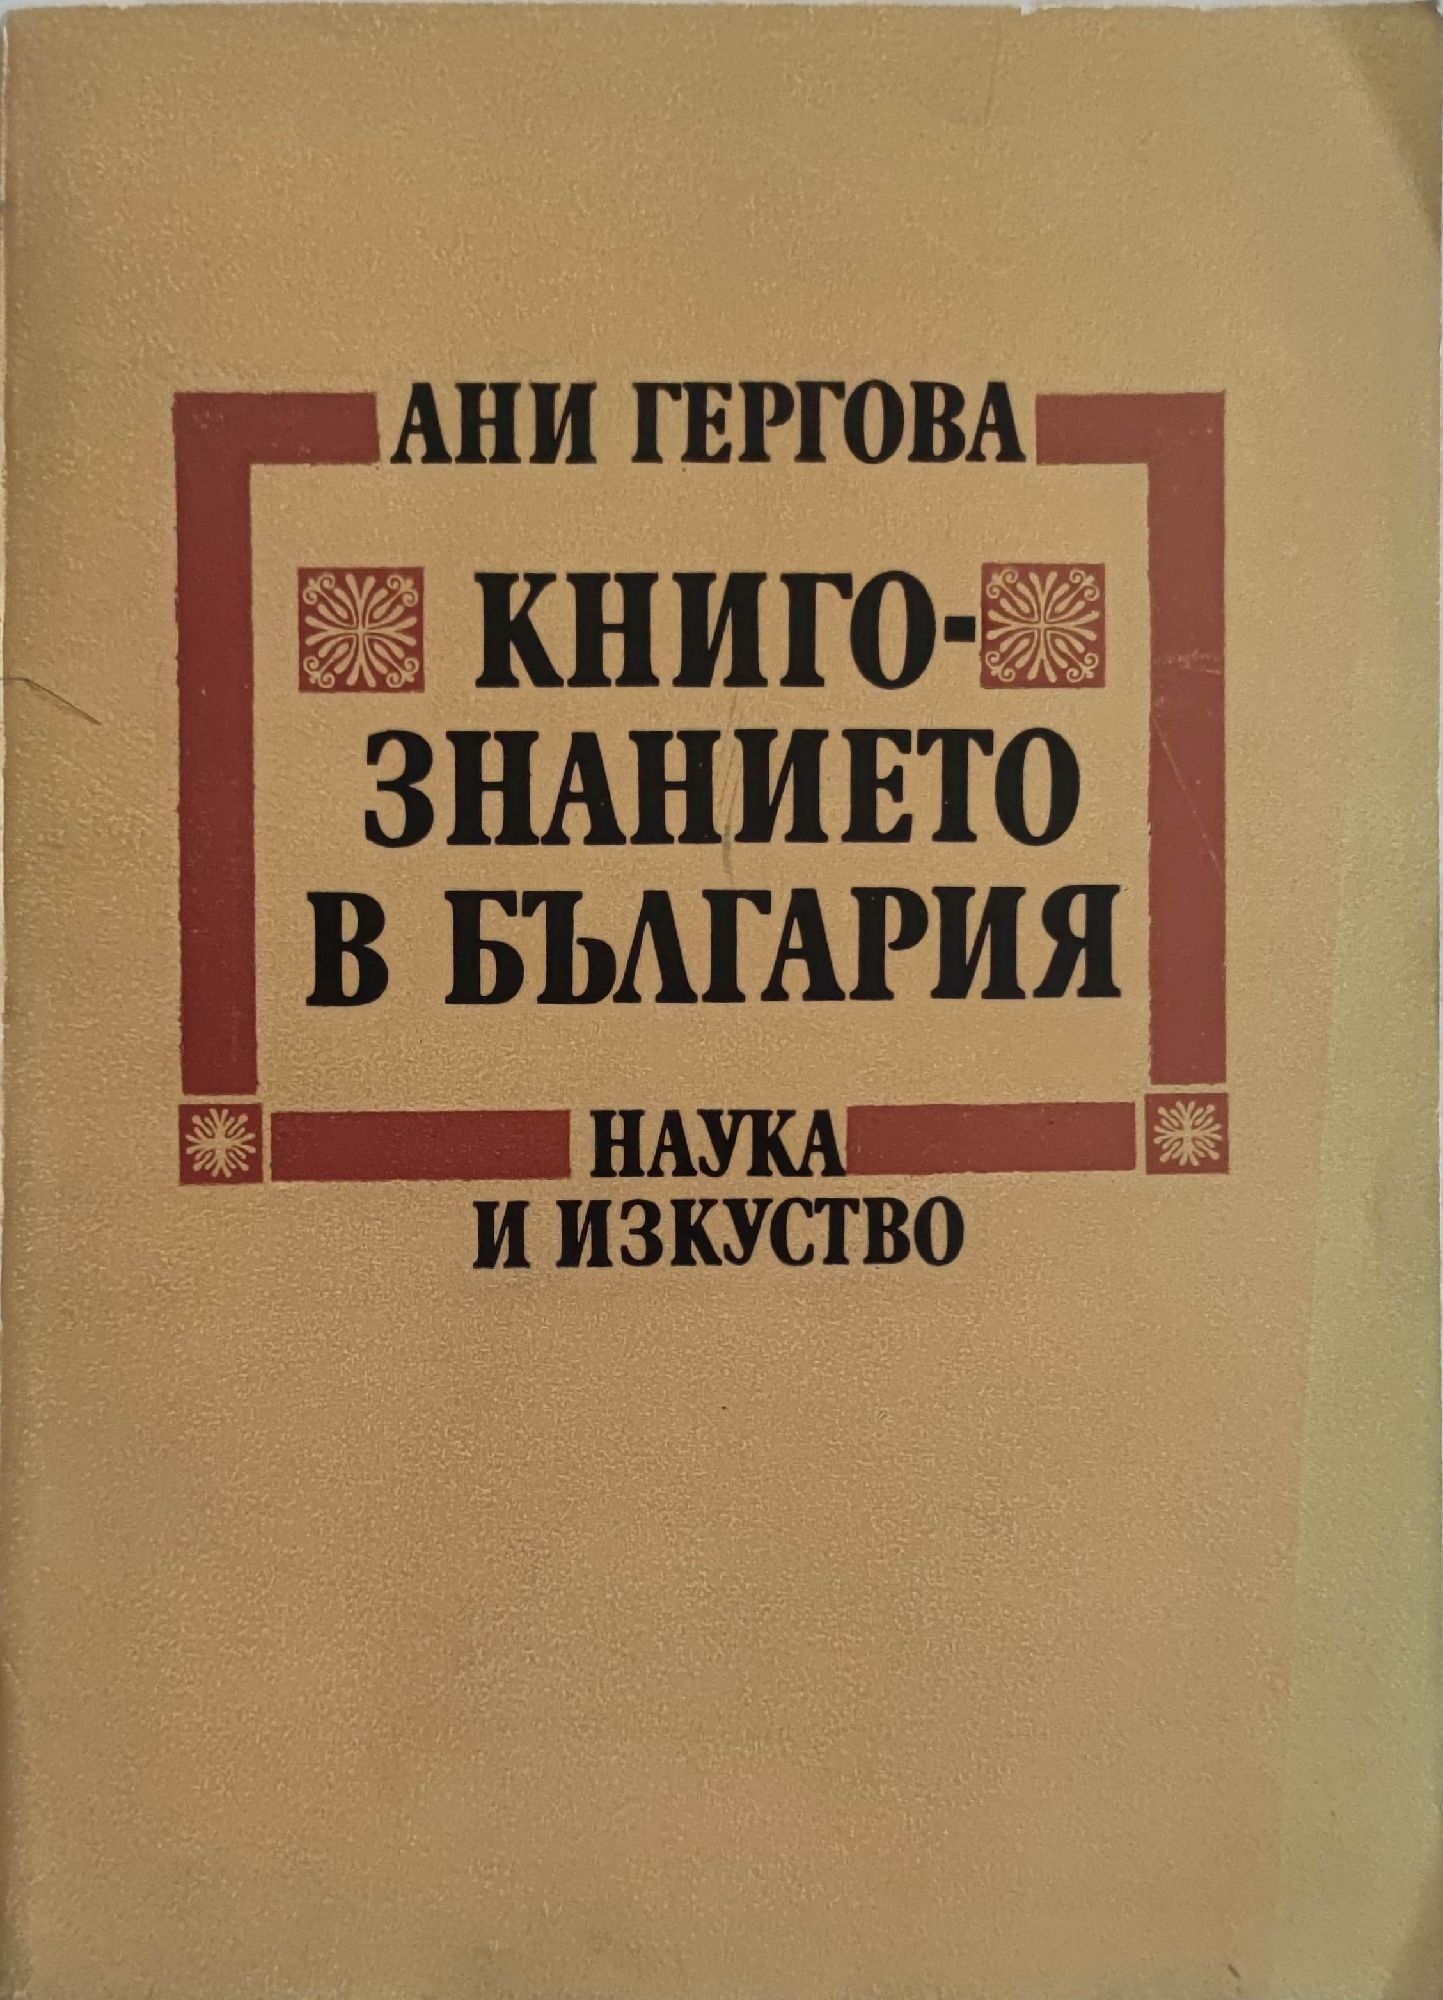 АНИ ГЕРГОВА
КНИГО-
ЗНАНИЕТО
В БЪЛГАРИЯ
НАУКА
И ИЗКУСТВО